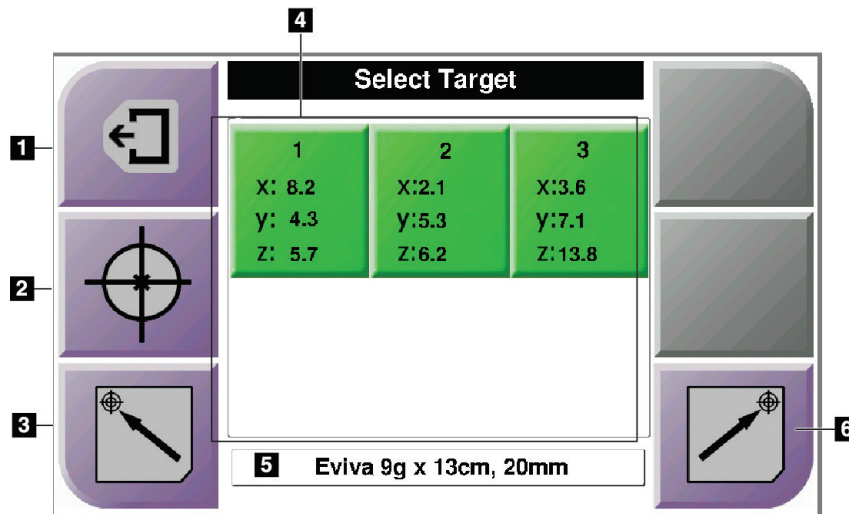 4
Select Target
1
1 2 3
x: 8.2 x:2.1 x:3.6
y: 4.3 y:5.3 y:7.1
z: 5.7 z:6.2 z:13.8
2
3
6
5 Eviva 9g x 13cm, 20mm